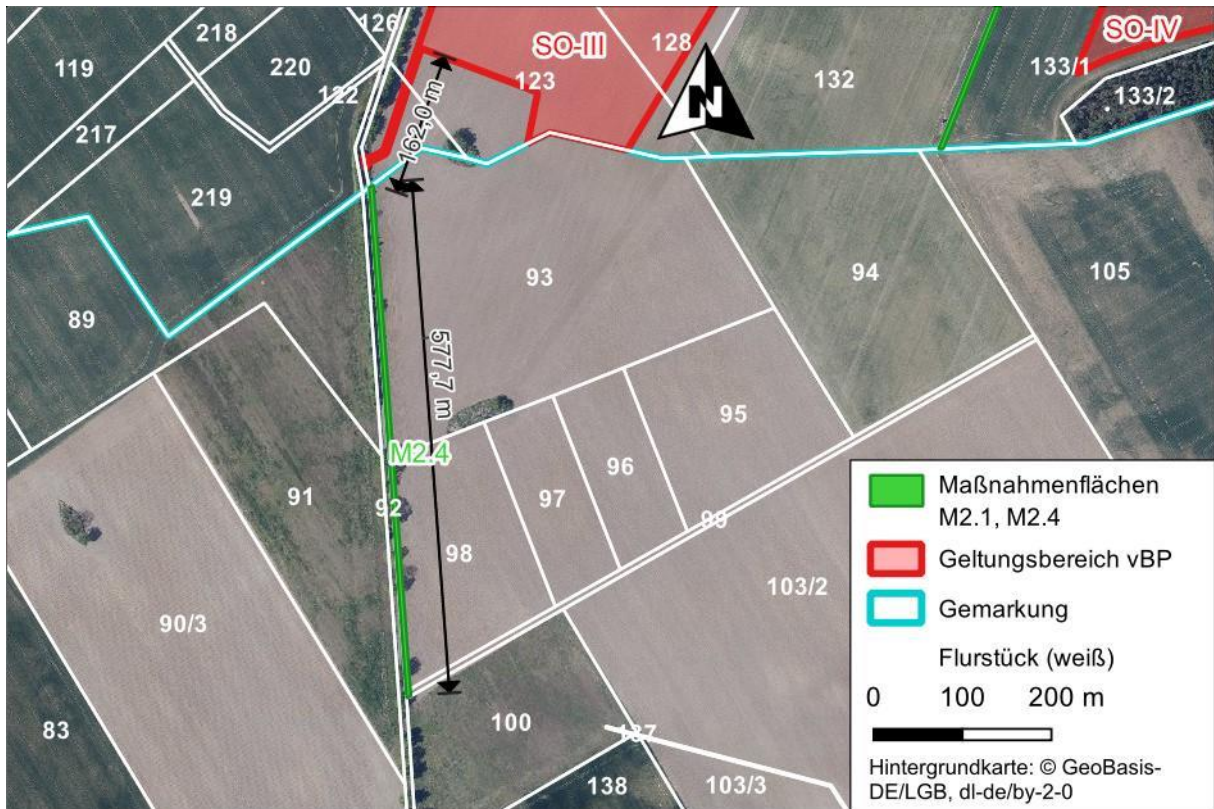 126
218
SO-III
SO-IV
119
220
128
133/1
122
123
132
133/2
162,0 m
N
217
219
93
94
105
89
577,7 m
95
M2.4
96
91
97
92
98
99
103/2
90/3
100
137
83
138
103/3
Maßnahmenflächen
M2.1, M2.4
Geltungsbereich vBP
Gemarkung
Flurstück (weiß)
0 100 200 m
Hintergrundkarte: © GeoBasis-
DE/LGB, dl-de/by-2-0